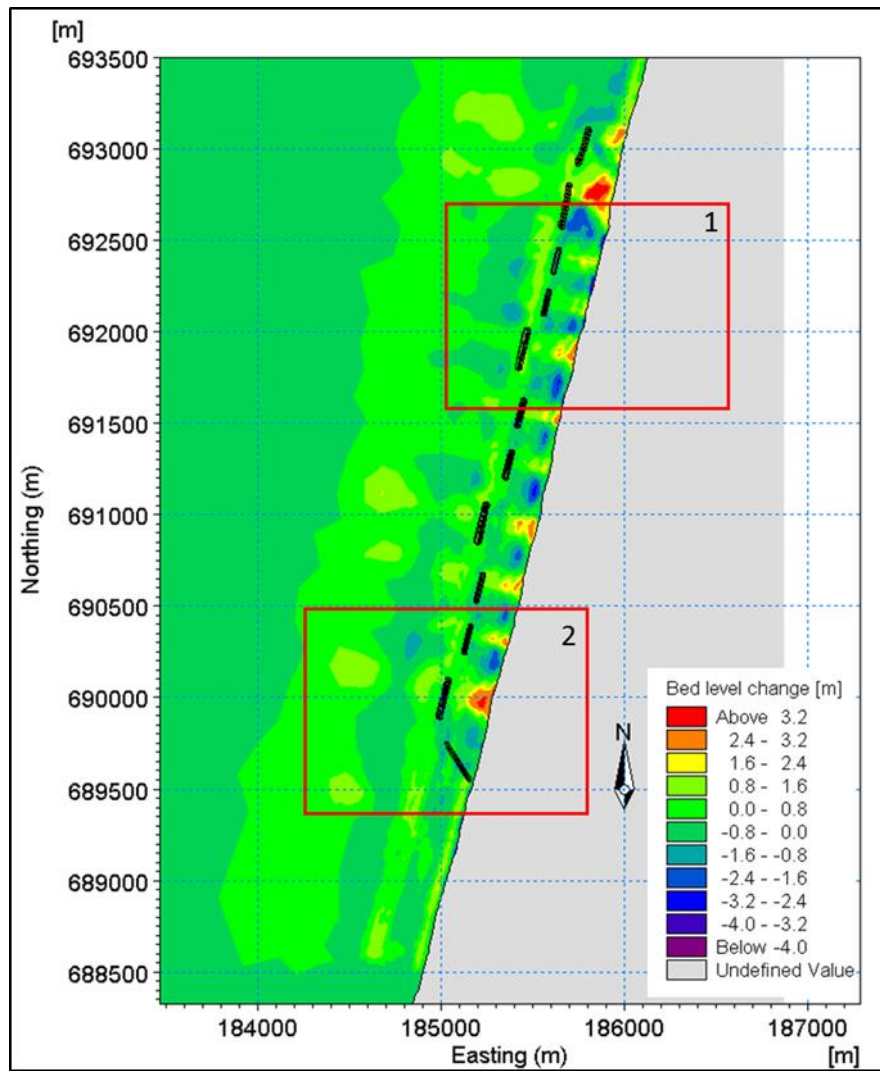 [m]
693500
693000
692500
692000
691500
691000
690500
690000
689500
689000
688500
Northing (m)
1
2
Bed level change [m]
Above 3.2
2.4 - 3.2
1.6 - 2.4
0.8 - 1.6
0.0 - 0.8
-0.8 - 0.0
-1.6 - -0.8
-2.4 - -1.6
-3.2 - -2.4
-4.0 - -3.2
Below -4.0
Undefined Value
N
184000 185000 186000 187000
Easting (m) [m]